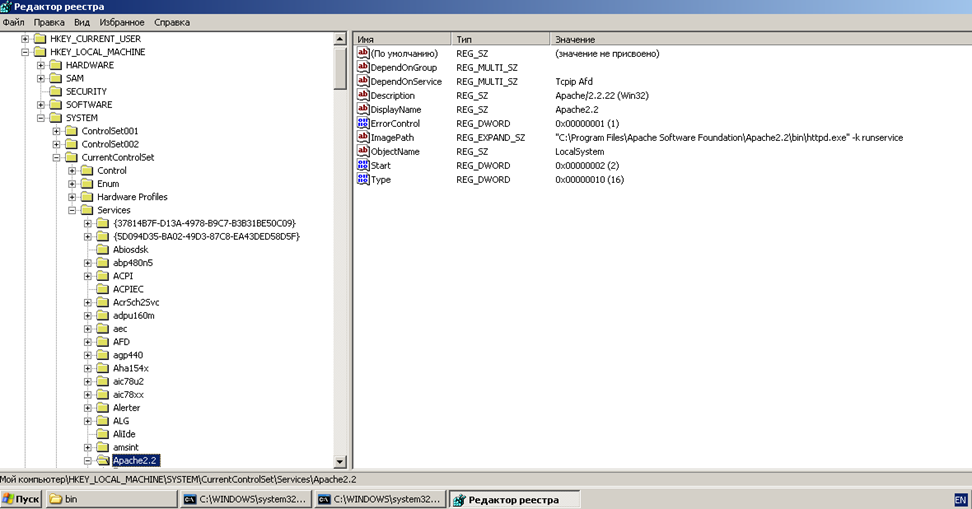 Редактор реестра
Файл Правка Вид Избранное Справка
HKEY_CURRENT_USER
HKEY_LOCAL_MACHINE
HARDWARE
SAM
SECURITY
SOFTWARE
SYSTEM
ControlSet001
ControlSet002
CurrentControlSet
Control
Enum
Hardware Profiles
Services
{37814B7F-D13A-4978-B9C7-B3B31BE50C09}
{5D094D35-BA02-49D3-87C8-EA43DED58D5F}
Abiosdsk
abp480n5
ACPI
ACPIEC
AcrSch2Svc
adpu160m
aec
AFD
agp440
Aha154x
aic78u2
aic78xx
Alerter
ALG
AliIde
amsint
Apache2.2
Имя Тип Значение
(По умолчанию) REG_SZ (значение не присвоено)
DependOnGroup REG_MULTI_SZ
DependOnService REG_MULTI_SZ Tcpip Afd
Description REG_SZ Apache/2.2.22 (Win32)
DisplayName REG_SZ Apache2.2
ErrorControl REG_DWORD 0x00000001 (1)
ImagePath REG_EXPAND_SZ "C:\Program Files\Apache Software Foundation\Apache2.2\bin\httpd.exe" -k runservice
ObjectName REG_SZ LocalSystem
Start REG_DWORD 0x00000002 (2)
Type REG_DWORD 0x00000010 (16)
Мой компьютер\HKEY_LOCAL_MACHINE\SYSTEM\CurrentControlSet\Services\Apache2.2
Пуск bin C:\WINDOWS\system32... C:\WINDOWS\system32... Редактор реестра EN